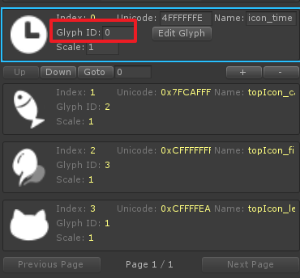 Index: 0 Unicode: 4FFFFFFE Name: icon_time
Glyph ID: 0 Edit Glyph
Scale: 1
Up Down Goto 0 + -
Index: 1 Unicode: 0x7FCAFFF Name: topIcon_ca
Glyph ID: 2
Scale: 1
Index: 2 Unicode: 0xCFFFFFF Name: topIcon_fi
Glyph ID: 3
Scale: 1
Index: 3 Unicode: 0xCFFFFEA Name: topIcon_le
Glyph ID: 1
Scale: 1
Previous Page Page 1 / 1 Next Page